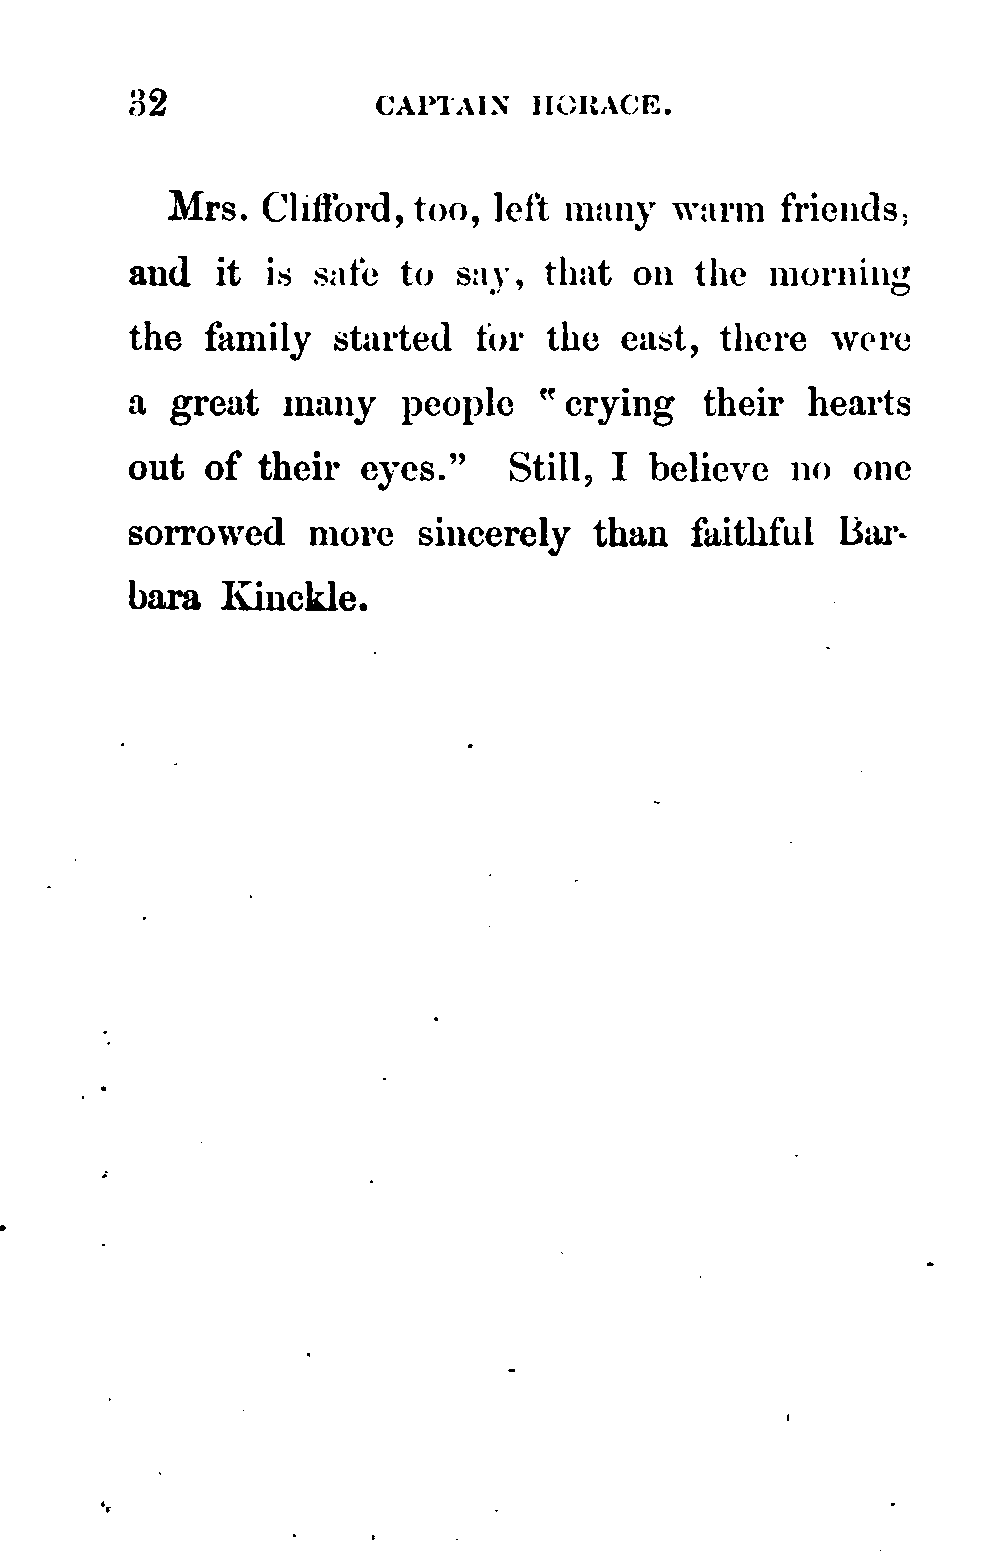 32 CAPTAIN HORACE.
Mrs. Clifford, too, left many warm friends;
and it is safe to say, that on the morning
the family started for the east, there were
a great many people "crying their hearts
out of their eyes." Still, I believe no one
sorrowed more sincerely than faithful Bar-
bara Kinckle.